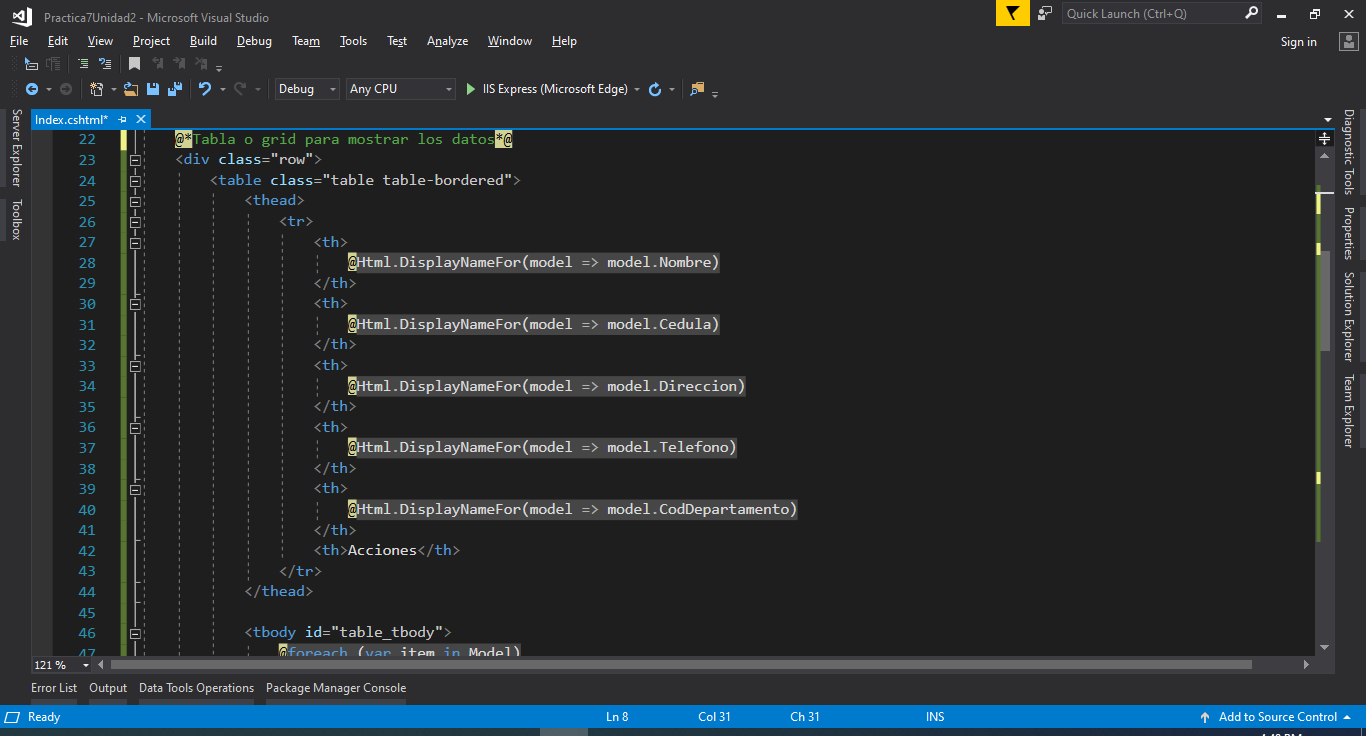 Practica7Unidad2 - Microsoft Visual Studio
Quick Launch (Ctrl+Q)
File Edit View Project Build Debug Team Tools Test Analyze Window Help
Sign in
Debug Any CPU IIS Express (Microsoft Edge)
Server Explorer
Toolbox
Index.cshtml*
22 @*Tabla o grid para mostrar los datos*@
23 <div class="row">
24 <table class="table table-bordered">
25 <thead>
26 <tr>
27 <th>
28 @Html.DisplayNameFor(model => model.Nombre)
29 </th>
30 <th>
31 @Html.DisplayNameFor(model => model.Cedula)
32 </th>
33 <th>
34 @Html.DisplayNameFor(model => model.Direccion)
35 </th>
36 <th>
37 @Html.DisplayNameFor(model => model.Telefono)
38 </th>
39 <th>
40 @Html.DisplayNameFor(model => model.CodDepartamento)
41 </th>
42 <th>Acciones</th>
43 </tr>
44 </thead>
45
46 <tbody id="table_tbody">
47 @foreach (var item in Model)
121 %
Diagnostic Tools
Properties
Solution Explorer
Team Explorer
Error List Output Data Tools Operations Package Manager Console
Ready Ln 8 Col 31 Ch 31 INS Add to Source Control